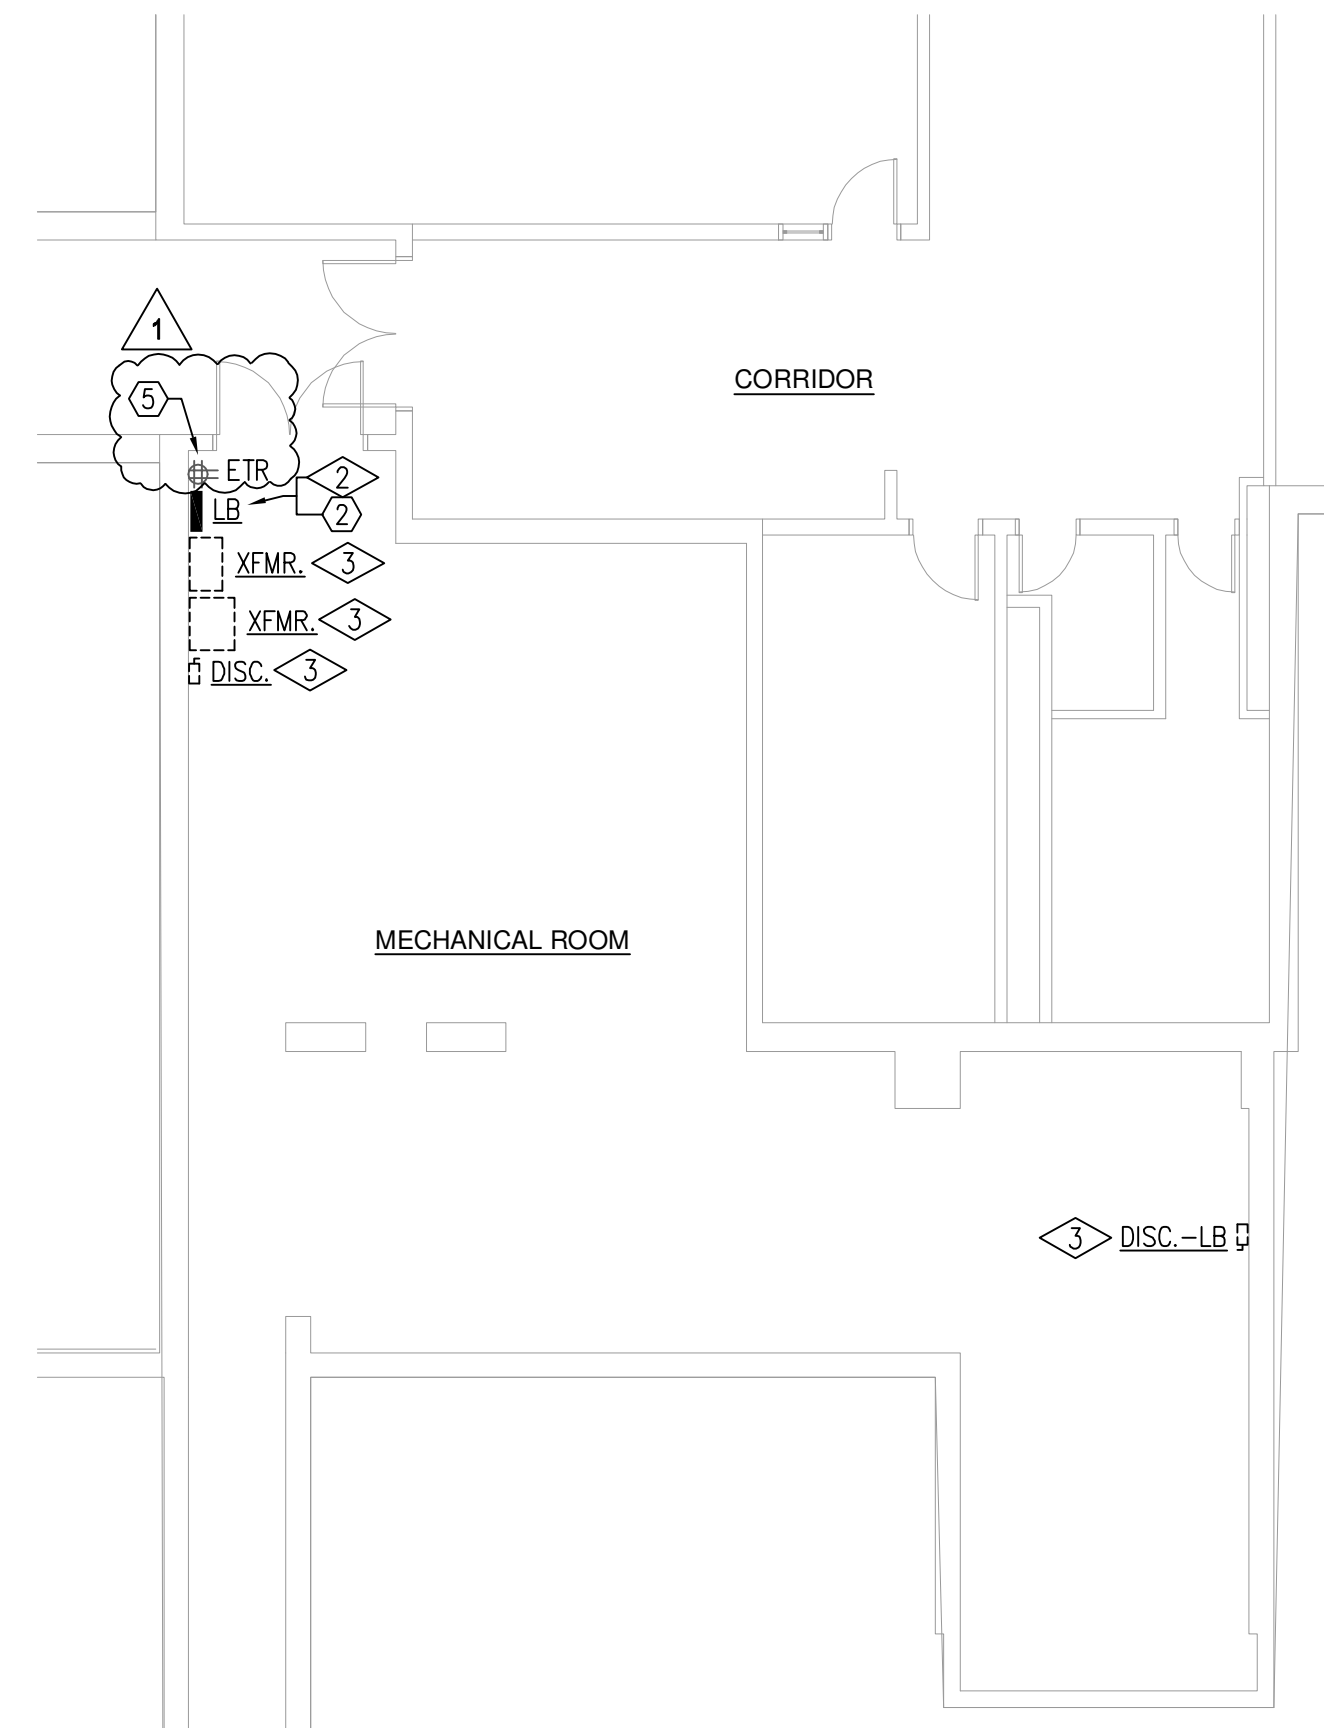 1
CORRIDOR
5
ETR
2
LB
2
XFMR. 3
XFMR. 3
DISC. 3
MECHANICAL ROOM
3 DISC.-LB